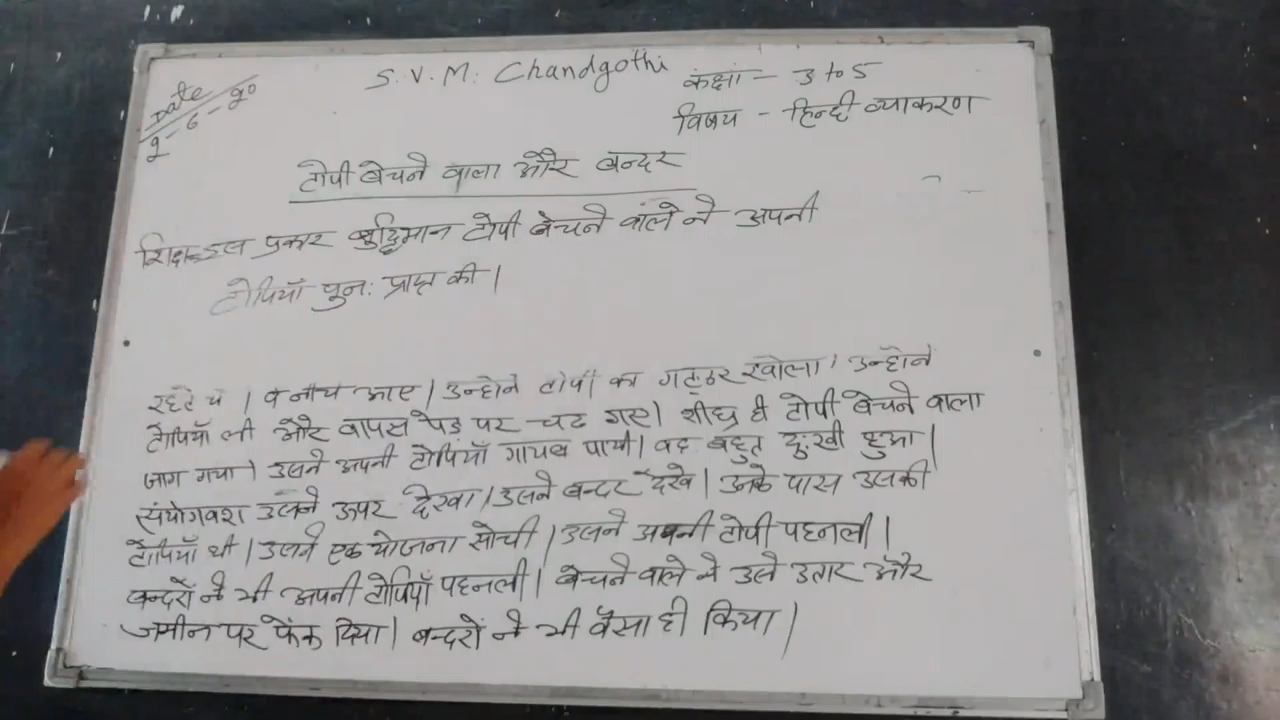 Date
2-6-20
S.V.M. Chandgothi
कक्षा - 3 to 5
विषय - हिन्दी व्याकरण
टोपी बेचने वाला और बन्दर
शिक्षा- इस प्रकार बुद्धिमान टोपी बेचने वाले ने अपनी
टोपियाँ पुनः प्राप्त की।
रहते थे। व नीचे आए। उन्होने टोपी का गट्ठर खोला। उन्होने
टोपियाँ ली और वापस पेड पर चढ गए। शीघ्र ही टोपी बेचने वाला
जाग गया। उसने अपनी टोपियाँ गायब पायी। वह बहुत दुःखी हुआ।
संयोगवश उसने ऊपर देखा। उसने बन्दर देखे। उनके पास उसकी
टोपियाँ थी। उसने एक योजना सोची। उसने अपनी टोपी पहनली।
बन्दरों ने भी अपनी टोपियाँ पहनली। बेचने वाले ने उसे उतार और
जमीन पर फेंक दिया। बन्दरों ने भी वैसा ही किया।